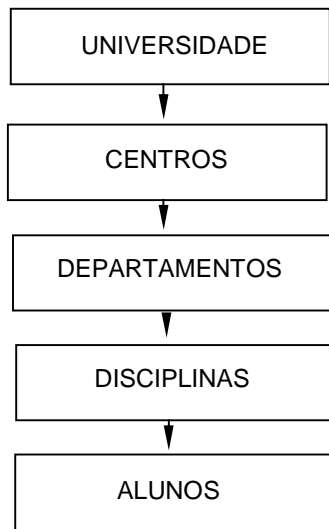 UNIVERSIDADE
CENTROS
DEPARTAMENTOS
DISCIPLINAS
ALUNOS